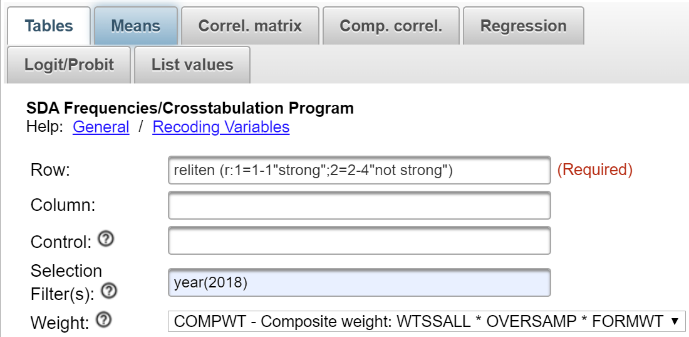 Tables Means Correl. matrix Comp. correl. Regression
Logit/Probit List values
SDA Frequencies/Crosstabulation Program
Help: General / Recoding Variables
Row: reliten (r:1=1-1"strong";2=2-4"not strong") (Required)
Column:
Control: ?
Selection
Filter(s): ? year(2018)
Weight: ? COMPWT - Composite weight: WTSSALL * OVERSAMP * FORMWT ▼